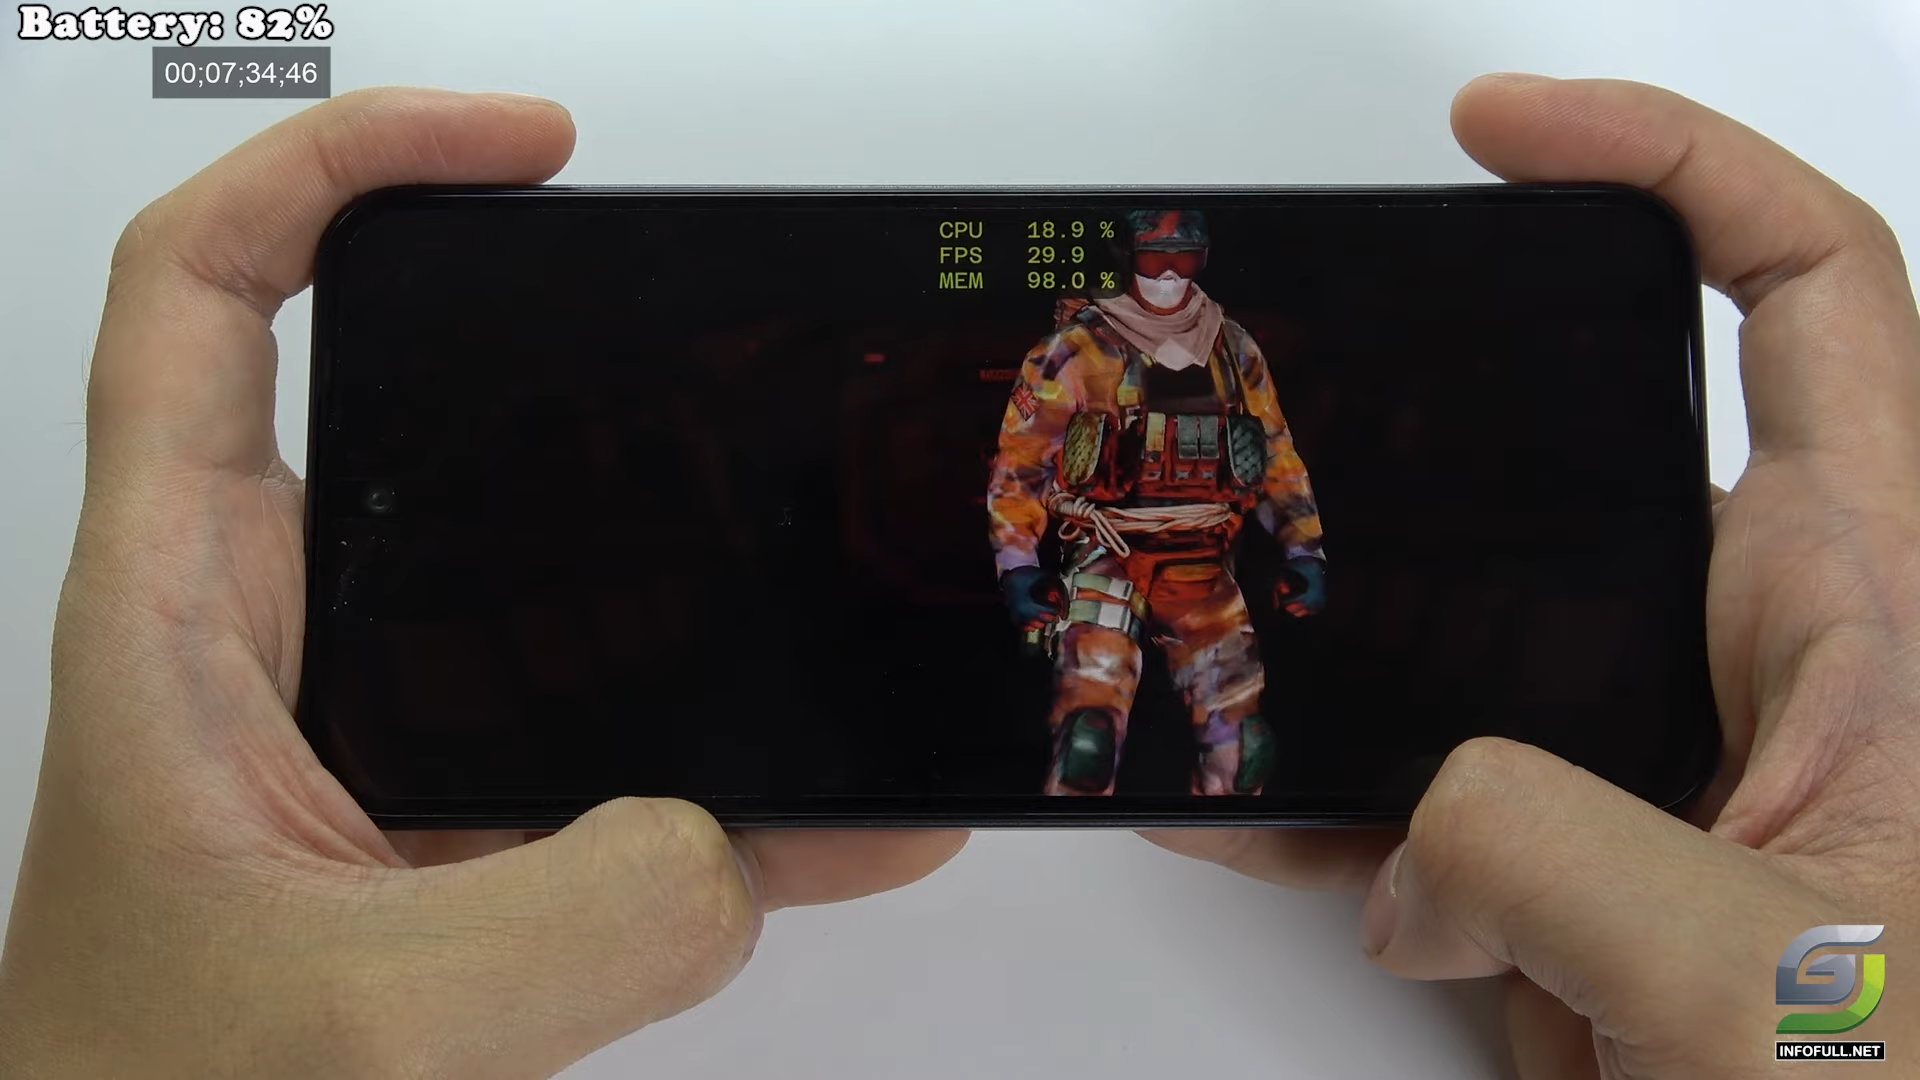 Battery: 82%
00;07;34;46
CPU 18.9 %
FPS 29.9
MEM 98.0 %
INFOFULL.NET